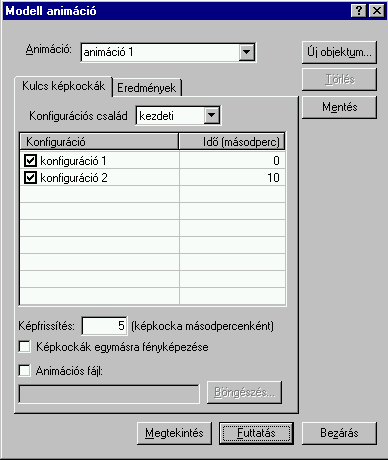 Modell animáció
Animáció: animáció 1
Új objektum...
Törlés
Mentés
Kulcs képkockák Eredmények
Konfigurációs család kezdeti
Konfiguráció Idő (másodperc)
konfiguráció 1 0
konfiguráció 2 10
Képfrissítés: 5 (képkocka másodpercenként)
Képkockák egymásra fényképezése
Animációs fájl:
Böngészés...
Megtekintés Futtatás Bezárás